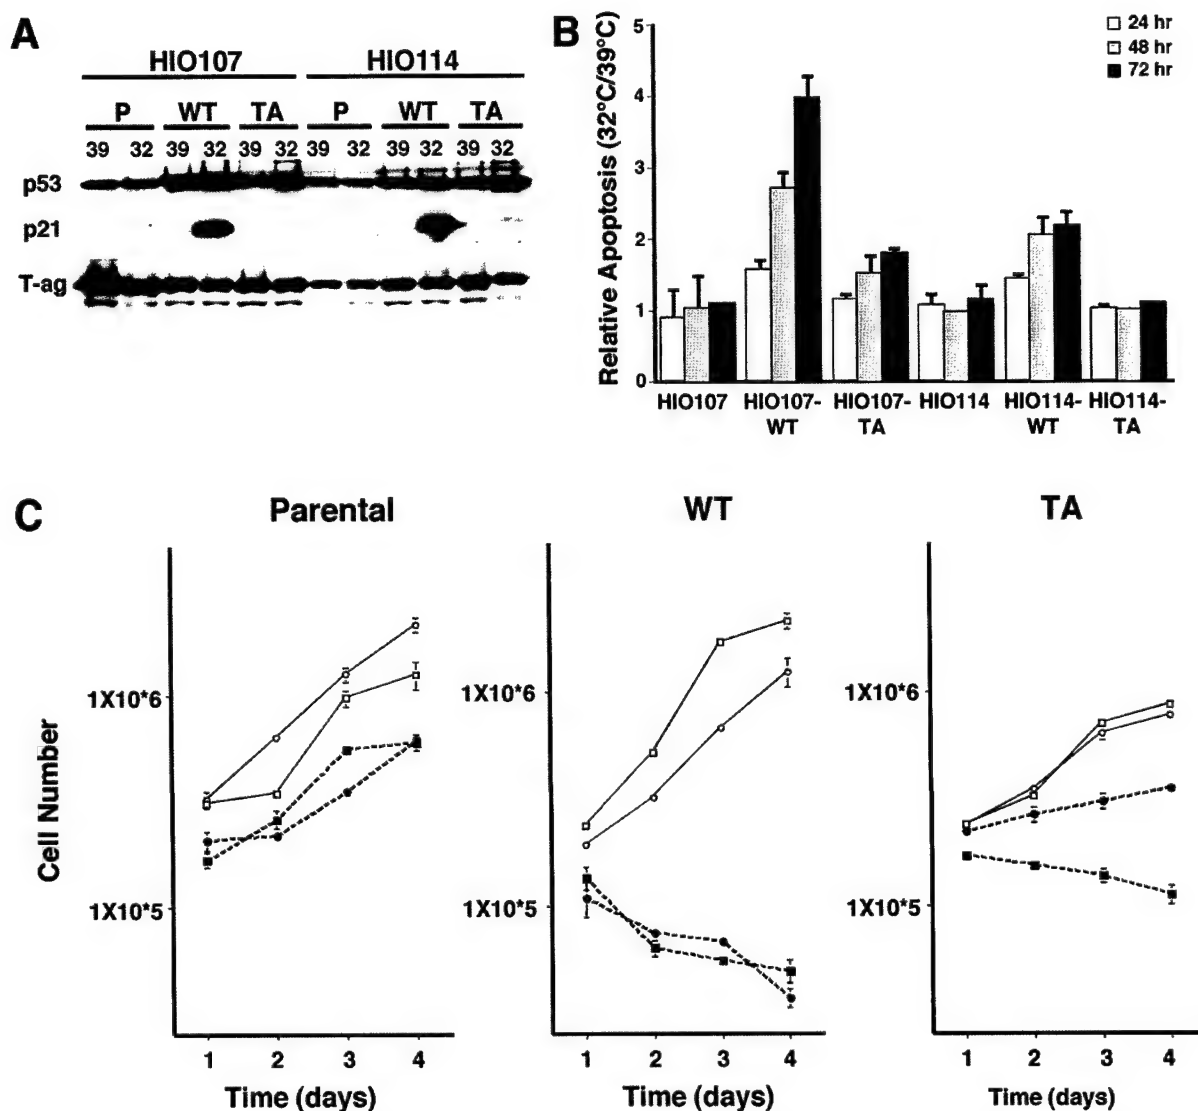 A
HIO107 HIO114
P WT TA P WT TA
39 32 39 32 39 32 39 32 39 32 39 32
p53
p21
T-ag
B
24 hr
48 hr
72 hr
Relative Apoptosis (32°C/39°C)
5
4
3
2
1
0
HIO107 HIO107-WT HIO107-TA HIO114 HIO114-WT HIO114-TA
C
Parental WT TA
Cell Number
1X10*6 1X10*6 1X10*6
1X10*5 1X10*5 1X10*5
1 2 3 4 1 2 3 4 1 2 3 4
Time (days) Time (days) Time (days)